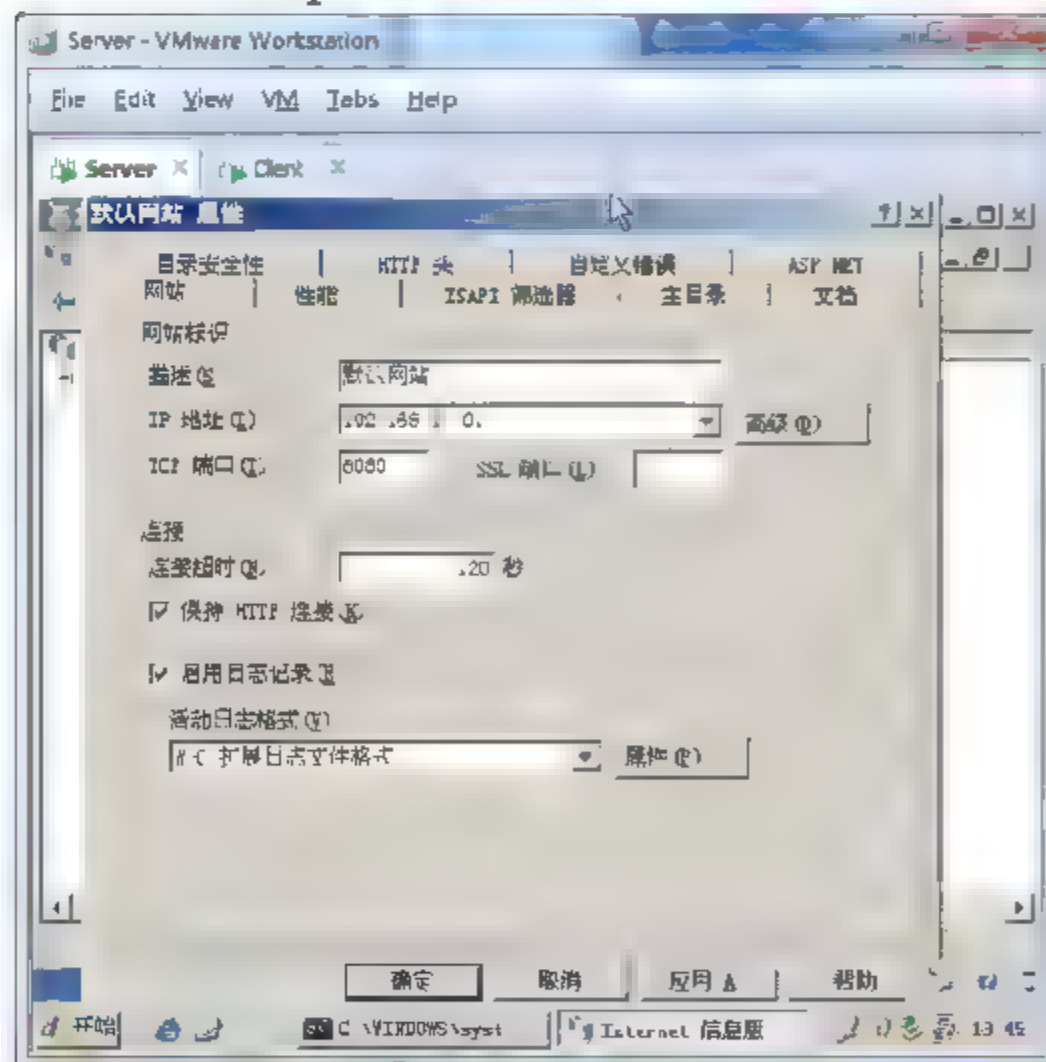 Server - VMware Workstation
File Edit View VM Tabs Help
Server Client
默认网站 属性
目录安全性 HTTP 头 自定义错误 ASP.NET
网站 性能 ISAPI 筛选器 主目录 文档
网站标识
描述(S) 默认网站
IP 地址(I) 高级(D)
TCP 端口(T) 8080 SSL 端口(L)
连接
连接超时(N) 120 秒
保持 HTTP 连接(K)
启用日志记录(E)
活动日志格式(V)
W3C 扩展日志文件格式 属性(P)
确定 取消 应用(A) 帮助
开始 C:\WINDOWS\syst Internet 信息服 13:45